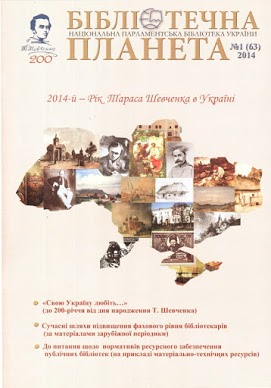 БІБЛІОТЕЧНА
НАЦІОНАЛЬНА ПАРЛАМЕНТСЬКА БІБЛІОТЕКА УКРАЇНИ
ПЛАНЕТА
№1 (63)
2014
200
2014-й – Рік Тараса Шевченка в Україні
«Свою Україну любіть…»
(до 200-річчя від дня народження Т. Шевченка)
Сучасні шляхи підвищення фахового рівня бібліотекарів
(за матеріалами зарубіжної періодики)
До питання щодо нормативів ресурсного забезпечення
публічних бібліотек (на прикладі матеріально-технічних ресурсів)